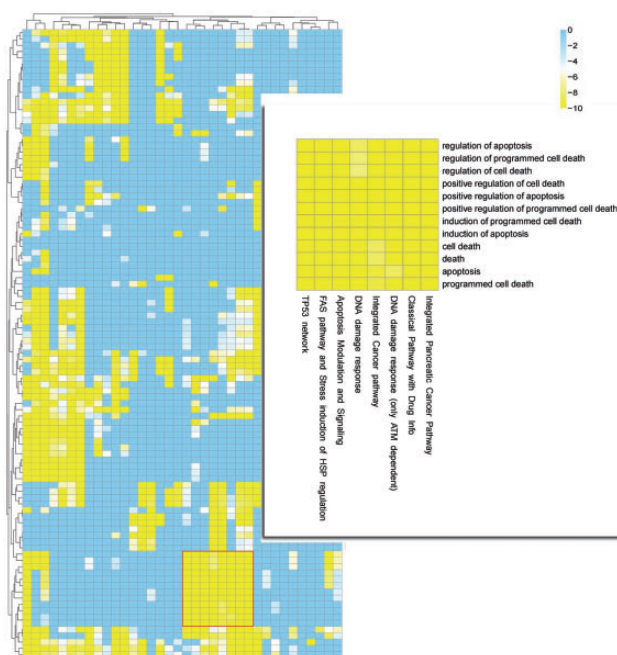 0
−2
−4
−6
−8
−10
regulation of apoptosis
regulation of programmed cell death
regulation of cell death
positive regulation of cell death
positive regulation of apoptosis
positive regulation of programmed cell death
induction of programmed cell death
induction of apoptosis
cell death
death
apoptosis
programmed cell death
TP53 network
FAS pathway and Stress induction of HSP regulation
Apoptosis Modulation and Signaling
DNA damage response
Integrated Cancer pathway
DNA damage response (only ATM dependent)
Classical Pathway with Drug Info
Integrated Pancreatic Cancer Pathway